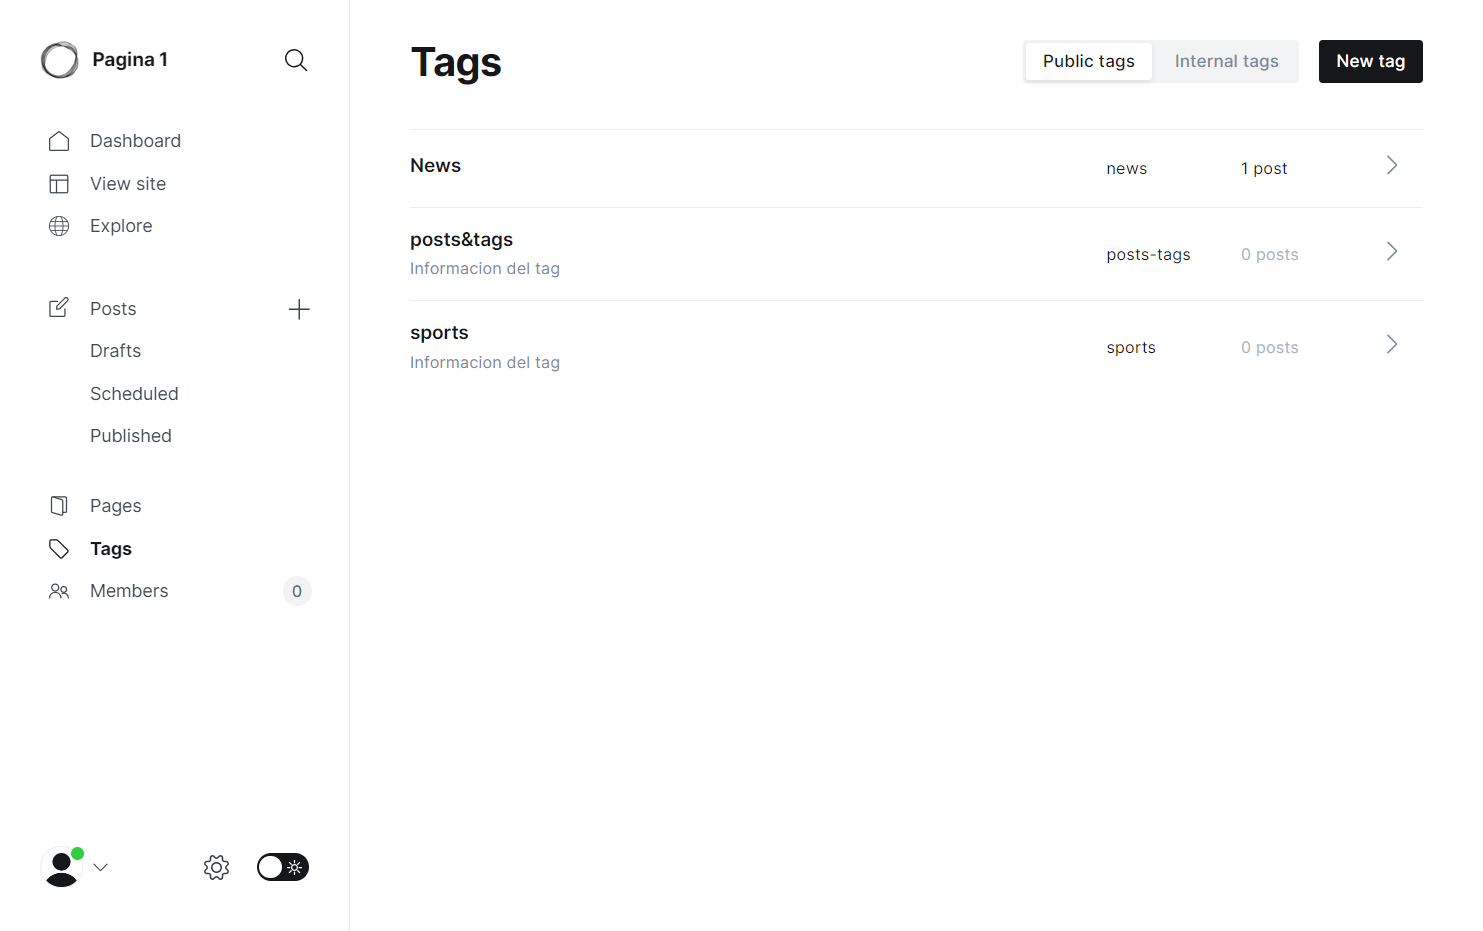 Pagina 1
Dashboard
View site
Explore
Posts
Drafts
Scheduled
Published
Pages
Tags
Members 0
Tags
Public tags Internal tags New tag
News news 1 post
posts&tags
Informacion del tag posts-tags 0 posts
sports
Informacion del tag sports 0 posts